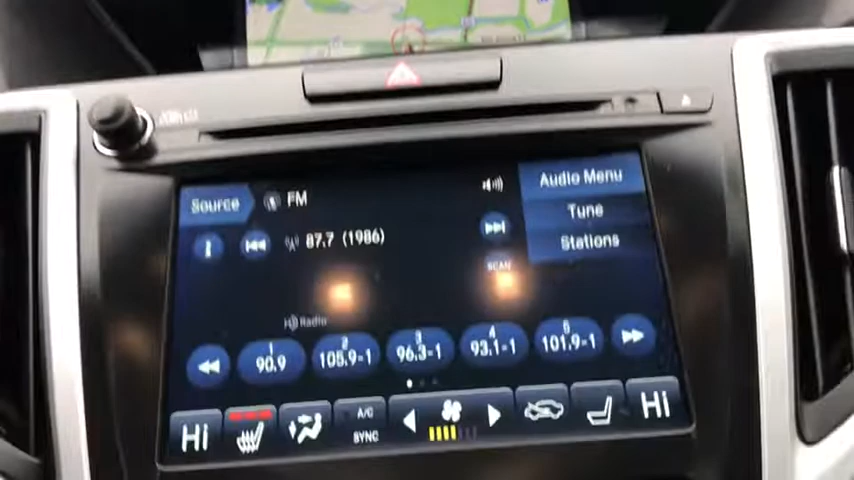 Source
FM
Audio Menu
87.7 (1986)
Tune
Stations
SCAN
HD Radio
1
90.9
2
105.9-1
3
96.3-1
4
93.1-1
5
101.9-1
Hi
A/C
SYNC
Hi